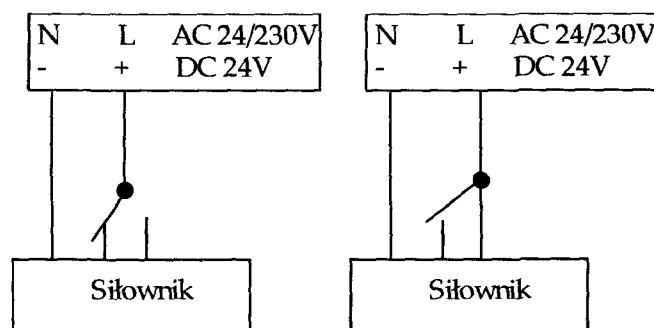 N L AC 24/230V
- + DC 24V
N L AC 24/230V
- + DC 24V
Siłownik
Siłownik